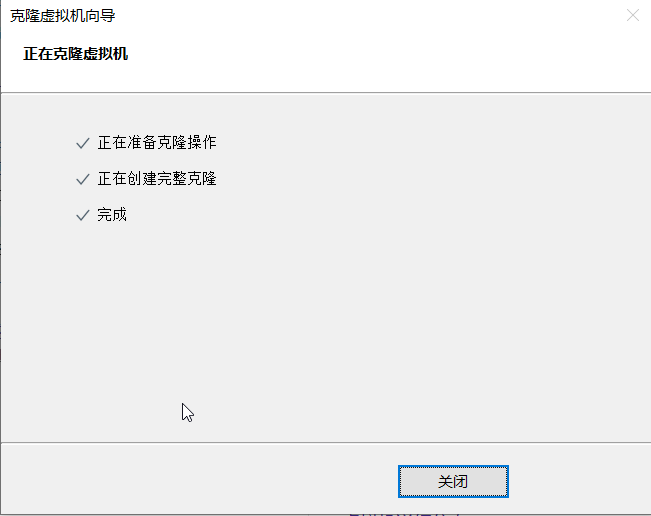 克隆虚拟机向导
正在克隆虚拟机
正在准备克隆操作
正在创建完整克隆
完成
关闭